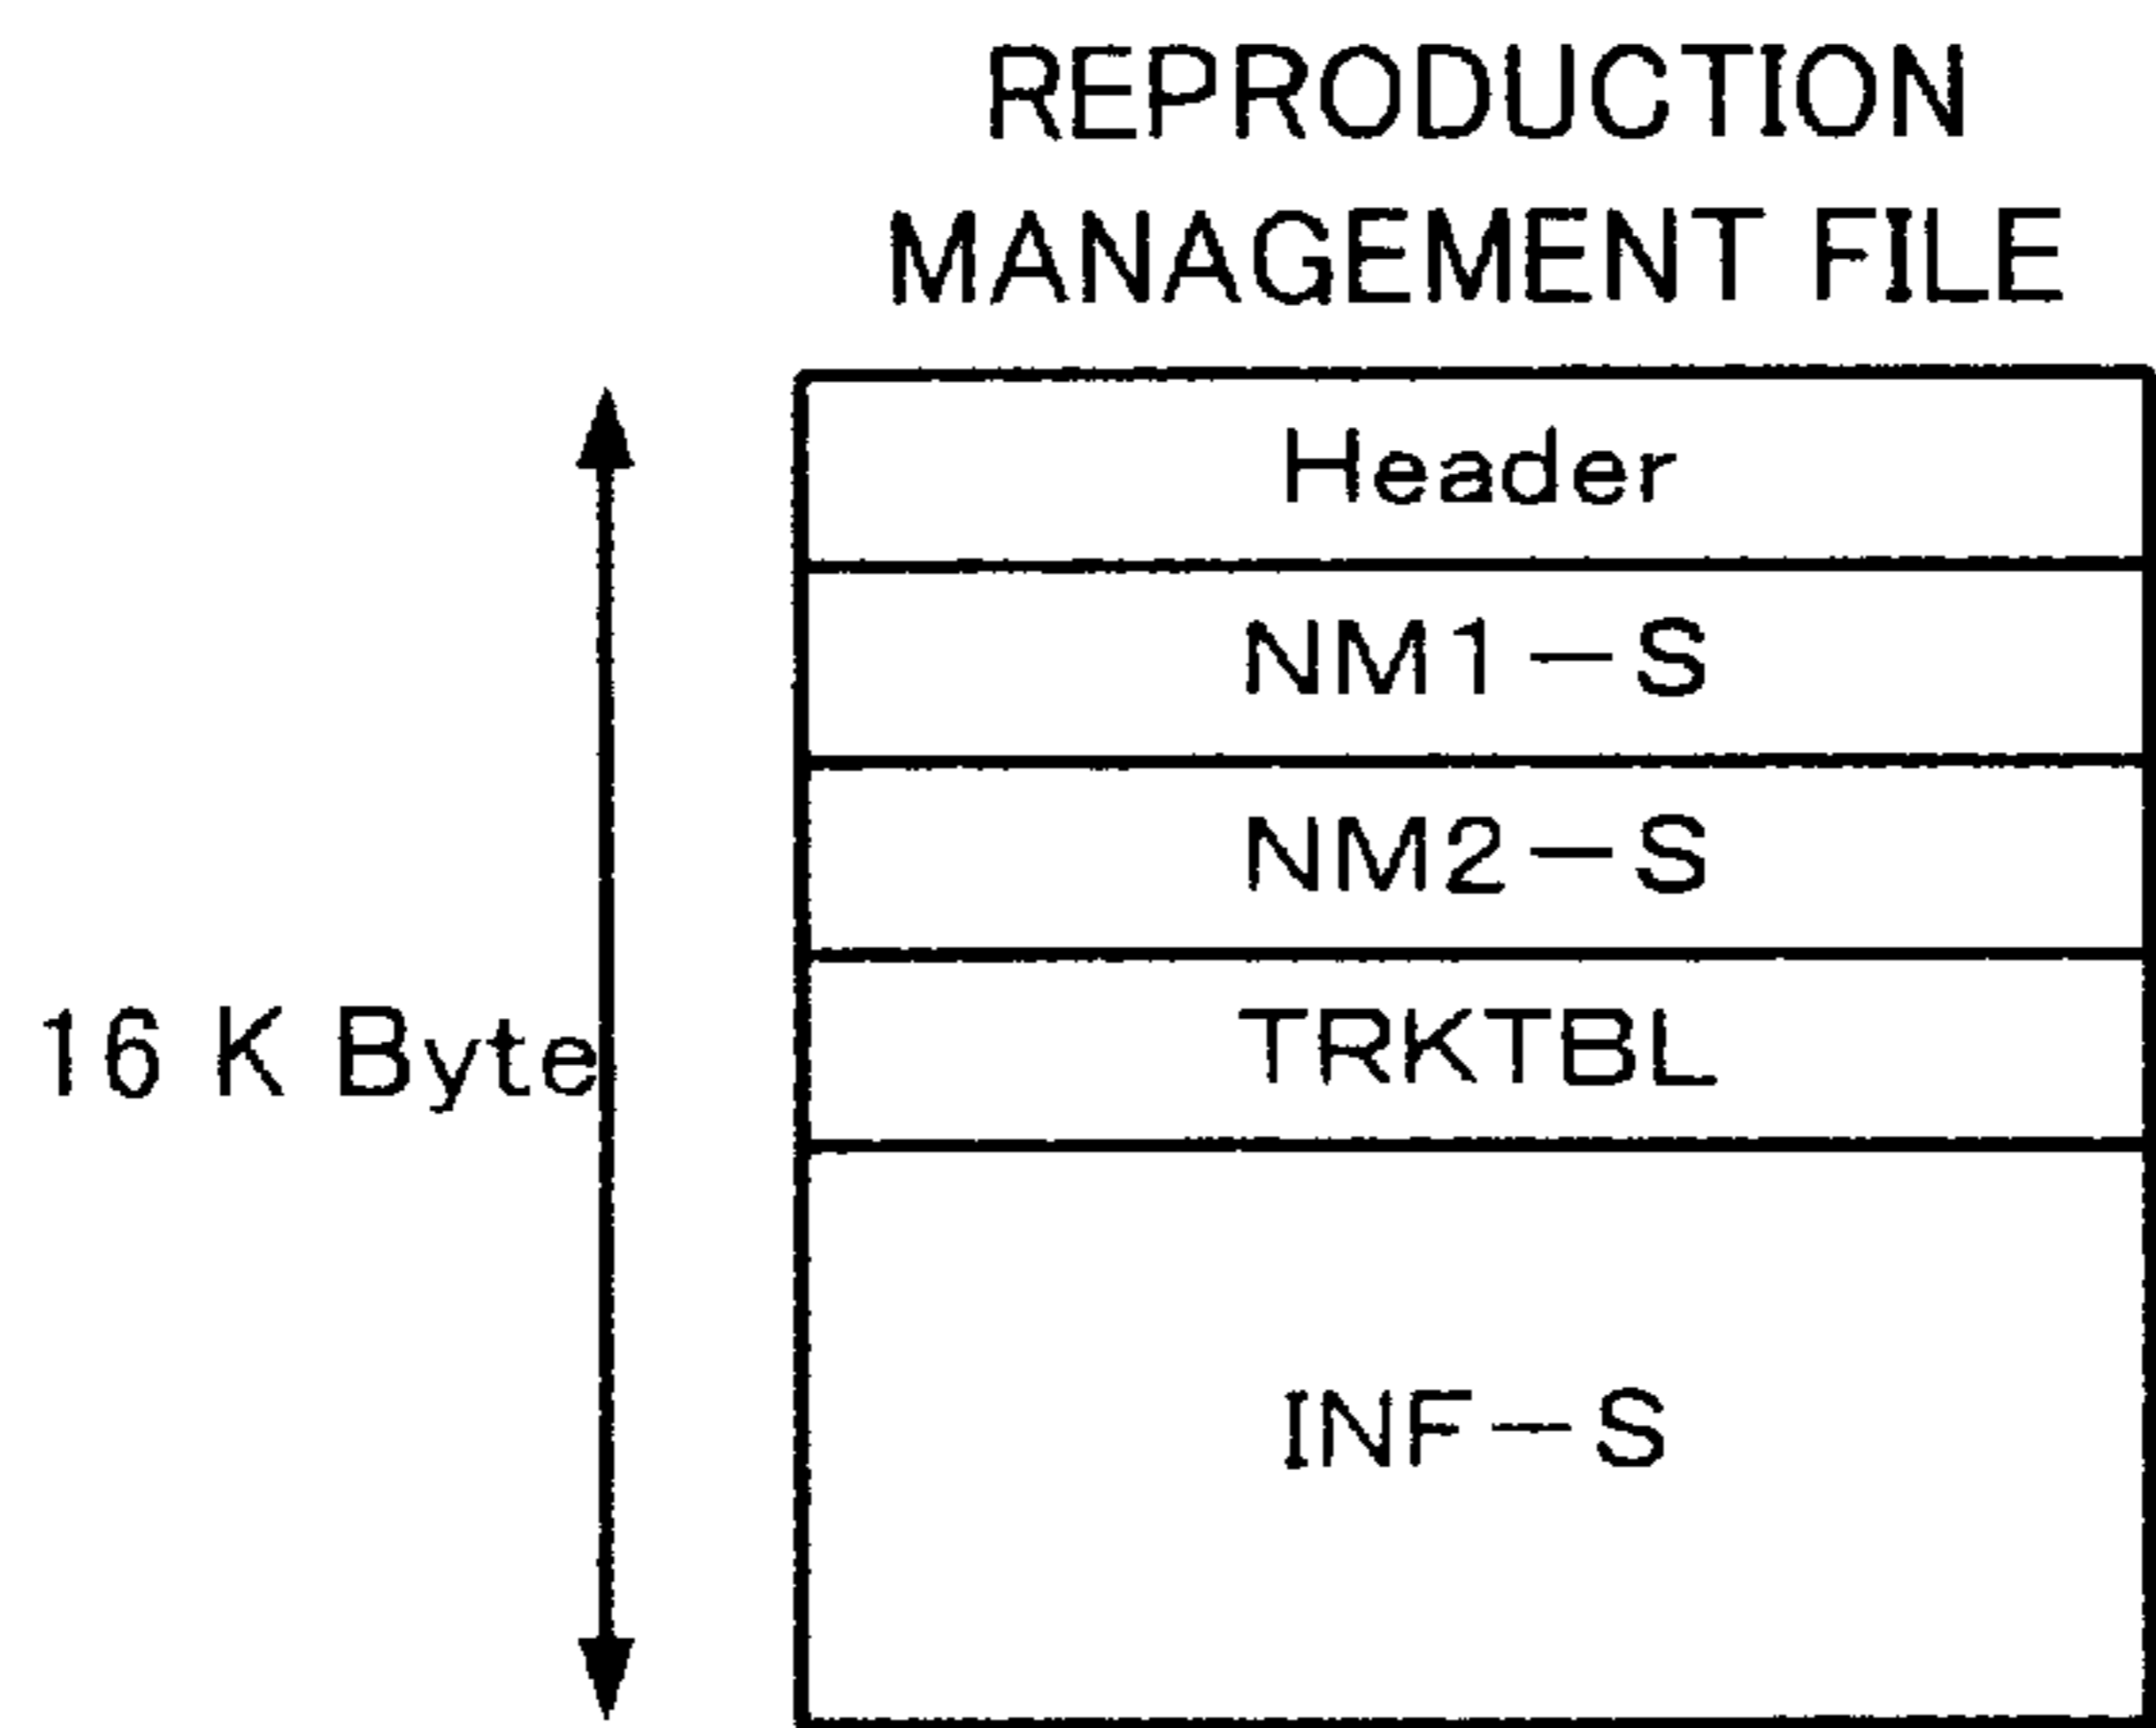 REPRODUCTION
MANAGEMENT FILE
Header
NM1-S
NM2-S
16 K Byte
TRKTBL
INF-S